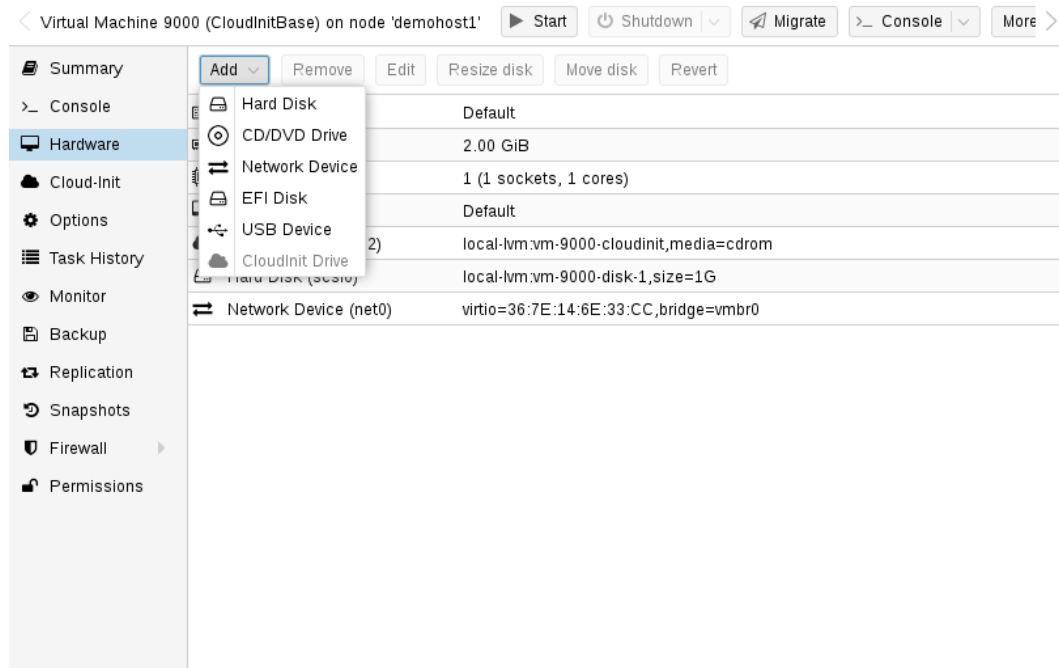 Virtual Machine 9000 (CloudInitBase) on node 'demohost1' Start Shutdown Migrate >_ Console More
Summary
Console
Hardware
Cloud-Init
Options
Task History
Monitor
Backup
Replication
Snapshots
Firewall
Permissions
Add Remove Edit Resize disk Move disk Revert
Hard Disk
CD/DVD Drive
Network Device
EFI Disk
USB Device
CloudInit Drive
Default
2.00 GiB
1 (1 sockets, 1 cores)
Default
2) local-lvm:vm-9000-cloudinit,media=cdrom
Hard Disk (scsi0) local-lvm:vm-9000-disk-1,size=1G
Network Device (net0) virtio=36:7E:14:6E:33:CC,bridge=vmbr0